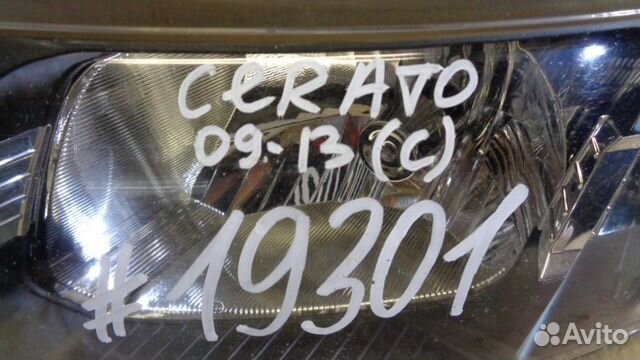 CERATO
09-13 (C)
#19301
Avito